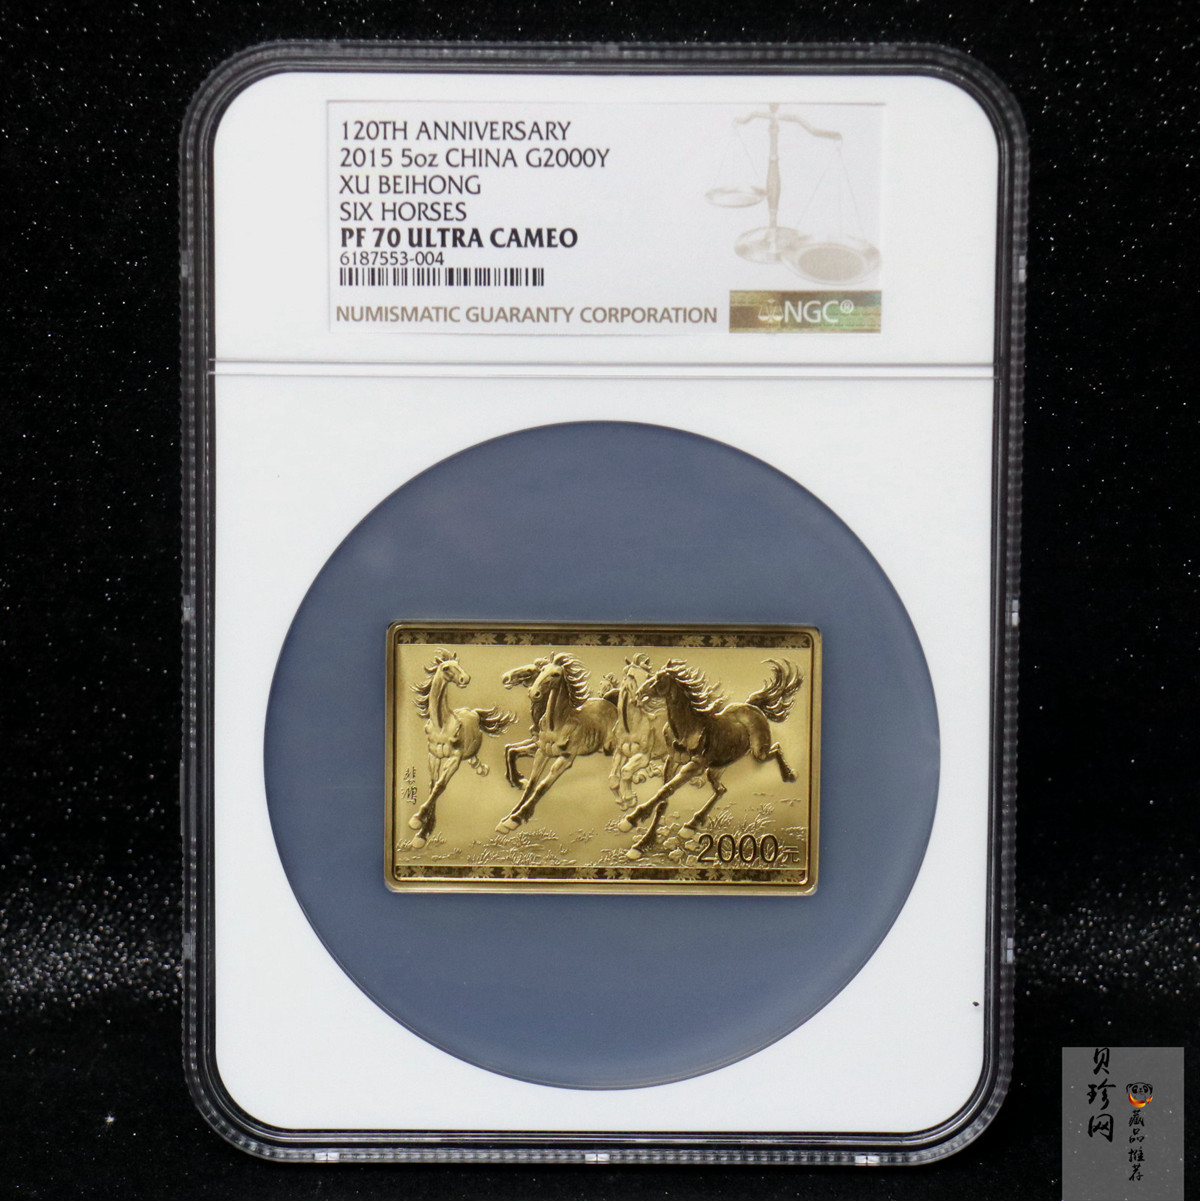 120TH ANNIVERSARY
2015 5oz CHINA G2000Y
XU BEIHONG
SIX HORSES
PF 70 ULTRA CAMEO
6187553-004
NUMISMATIC GUARANTY CORPORATION
NGC®
悲鴻
2000元
贝珍网
藏品推荐